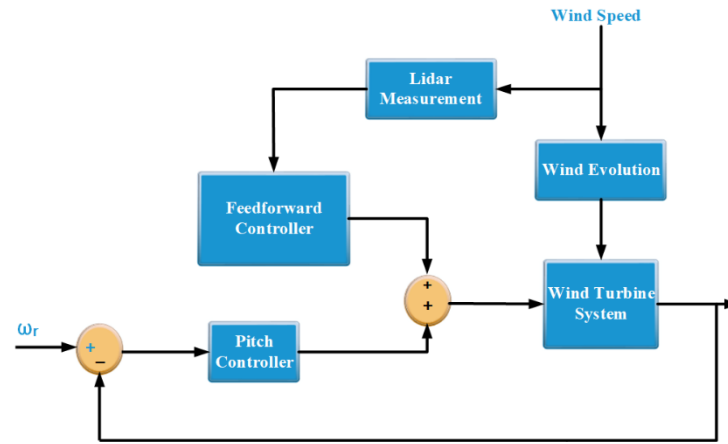 Wind Speed
Lidar
Measurement
Wind Evolution
Feedforward
Controller
+
+
Wind Turbine
System
ωr
+
−
Pitch
Controller